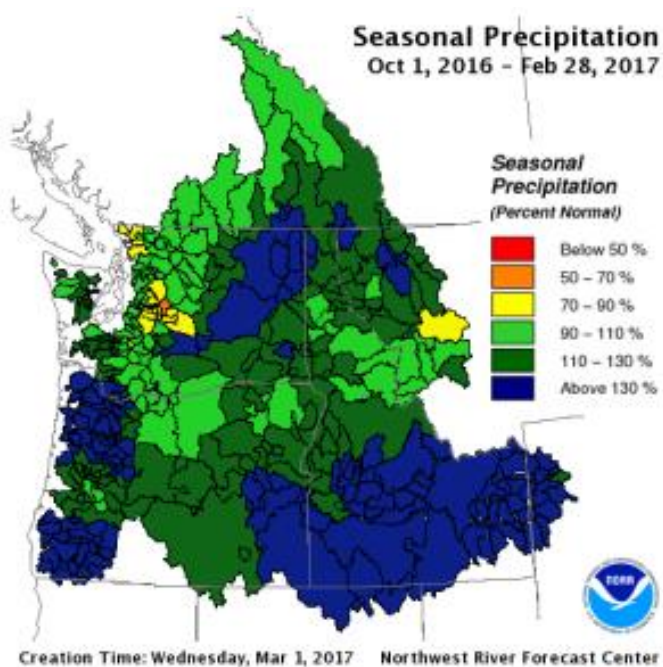 Seasonal Precipitation
Oct 1, 2016 - Feb 28, 2017
Seasonal
Precipitation
(Percent Normal)
Below 50 %
50 - 70 %
70 - 90 %
90 - 110 %
110 - 130 %
Above 130 %
NOAA
Creation Time: Wednesday, Mar 1, 2017 Northwest River Forecast Center